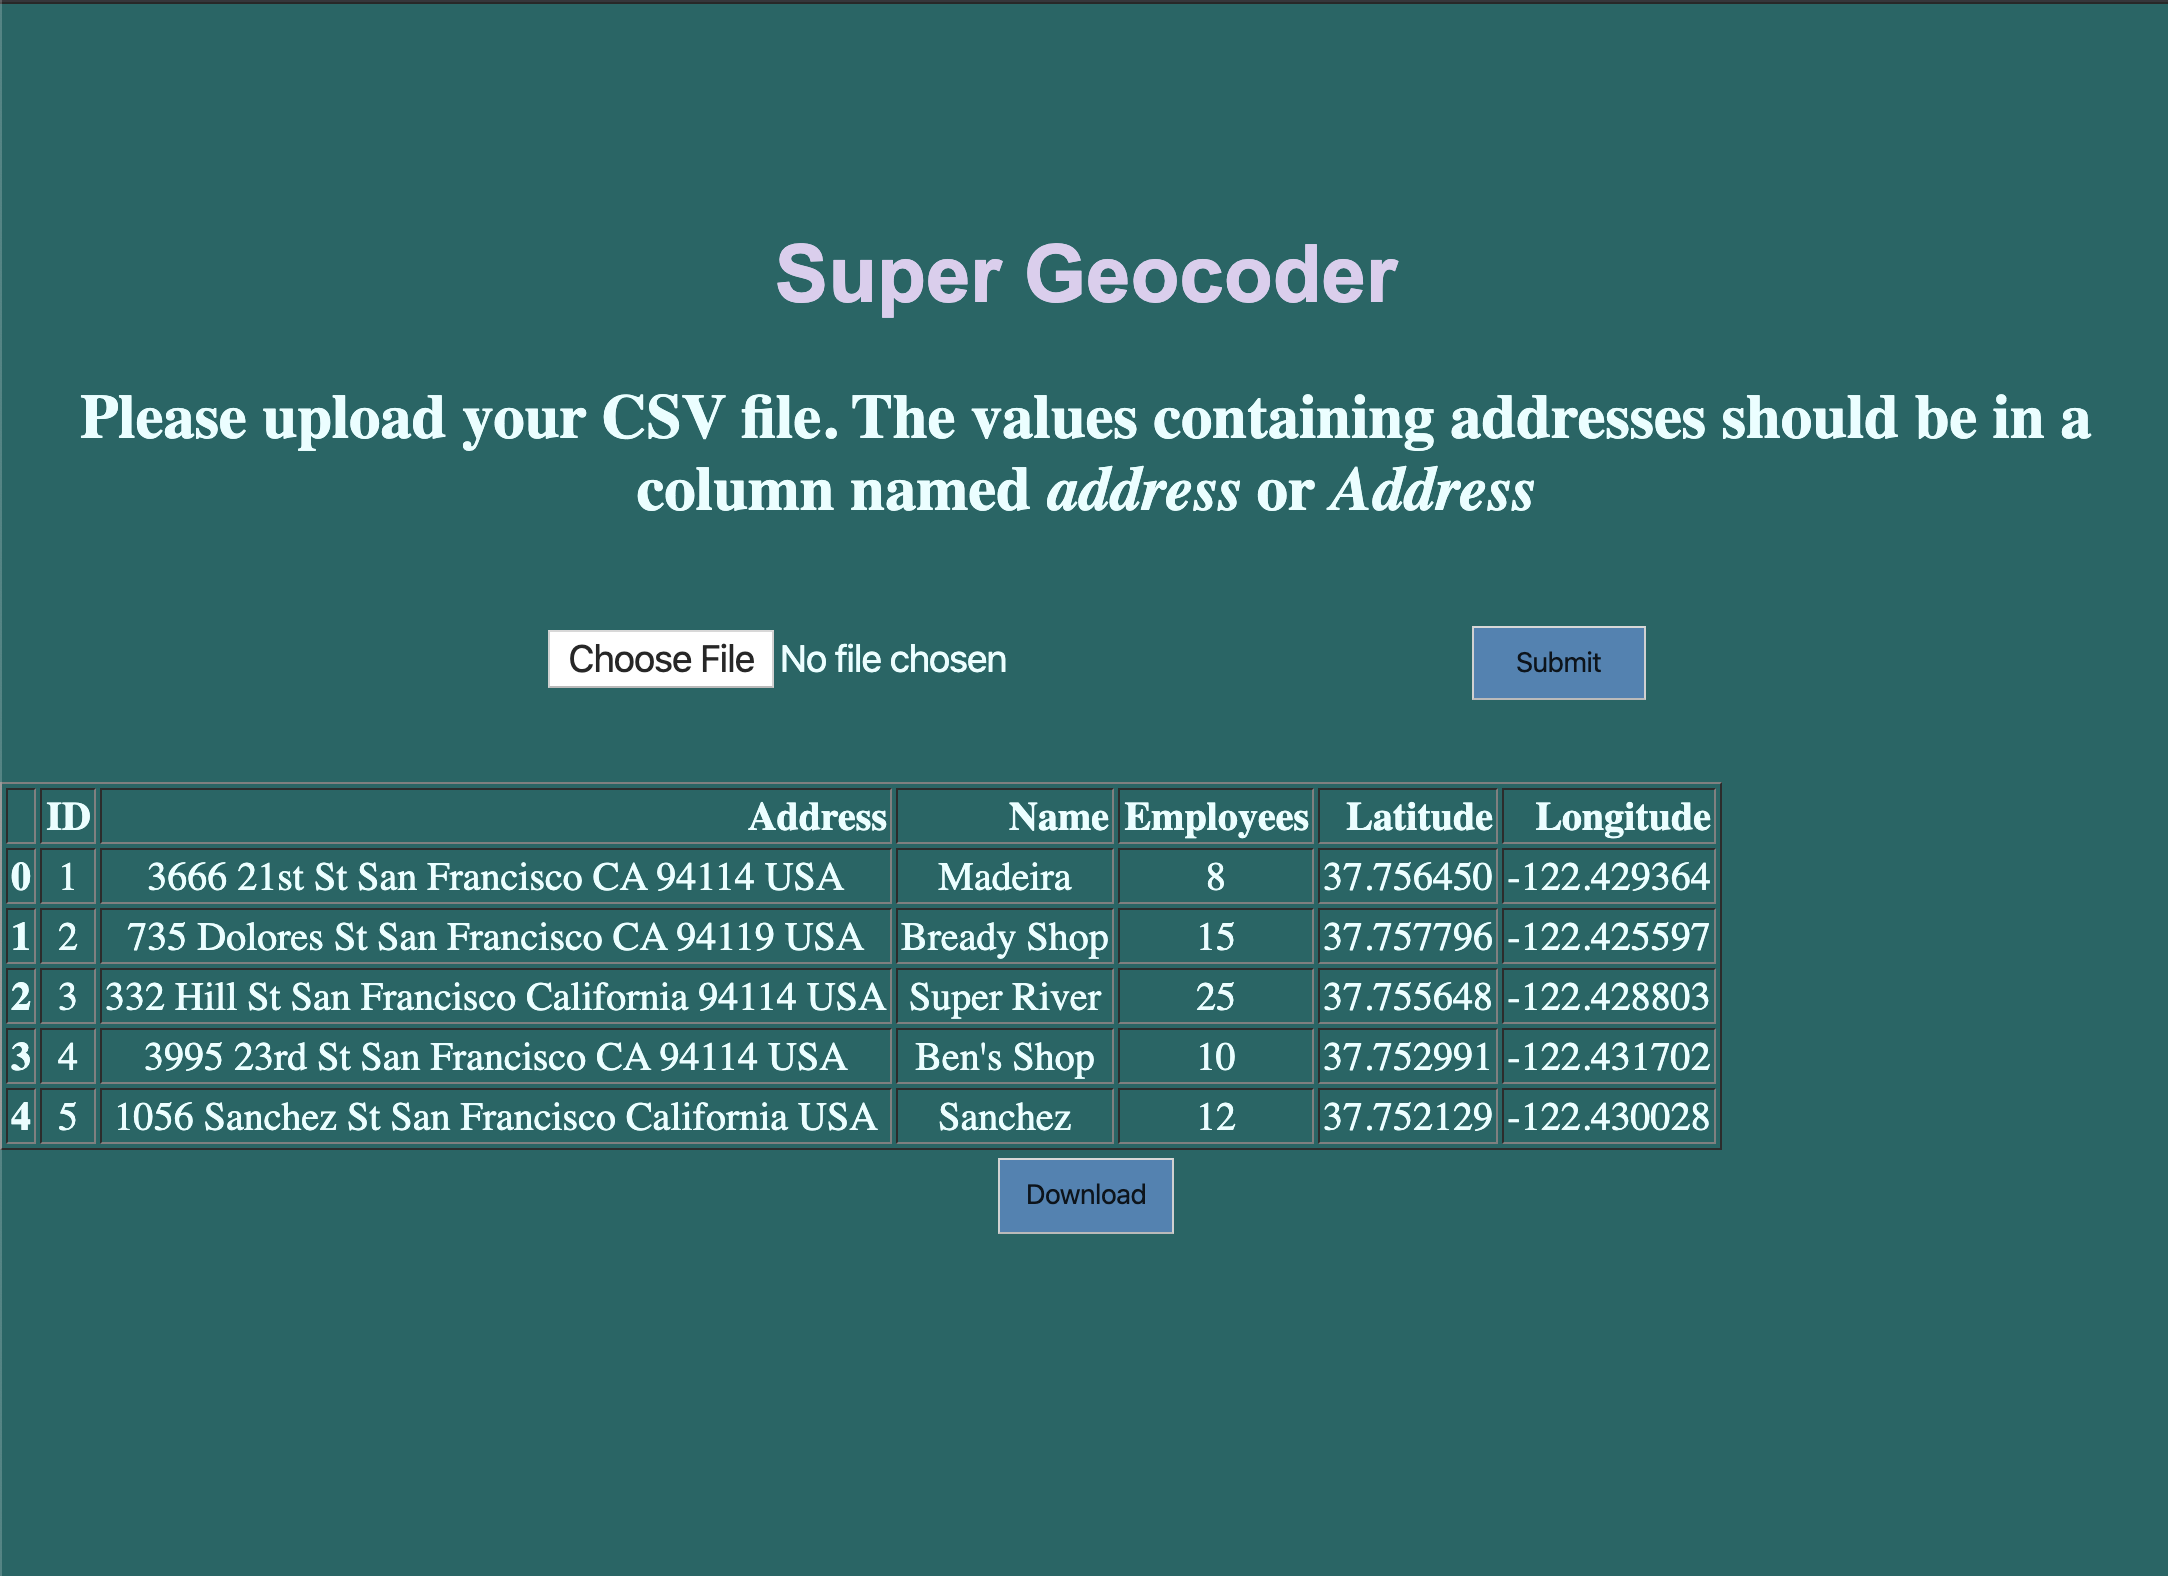 Super Geocoder
Please upload your CSV file. The values containing addresses should be in a
column named address or Address
Choose File No file chosen Submit
ID Address Name Employees Latitude Longitude
0 1 3666 21st St San Francisco CA 94114 USA Madeira 8 37.756450 -122.429364
1 2 735 Dolores St San Francisco CA 94119 USA Bready Shop 15 37.757796 -122.425597
2 3 332 Hill St San Francisco California 94114 USA Super River 25 37.755648 -122.428803
3 4 3995 23rd St San Francisco CA 94114 USA Ben's Shop 10 37.752991 -122.431702
4 5 1056 Sanchez St San Francisco California USA Sanchez 12 37.752129 -122.430028
Download